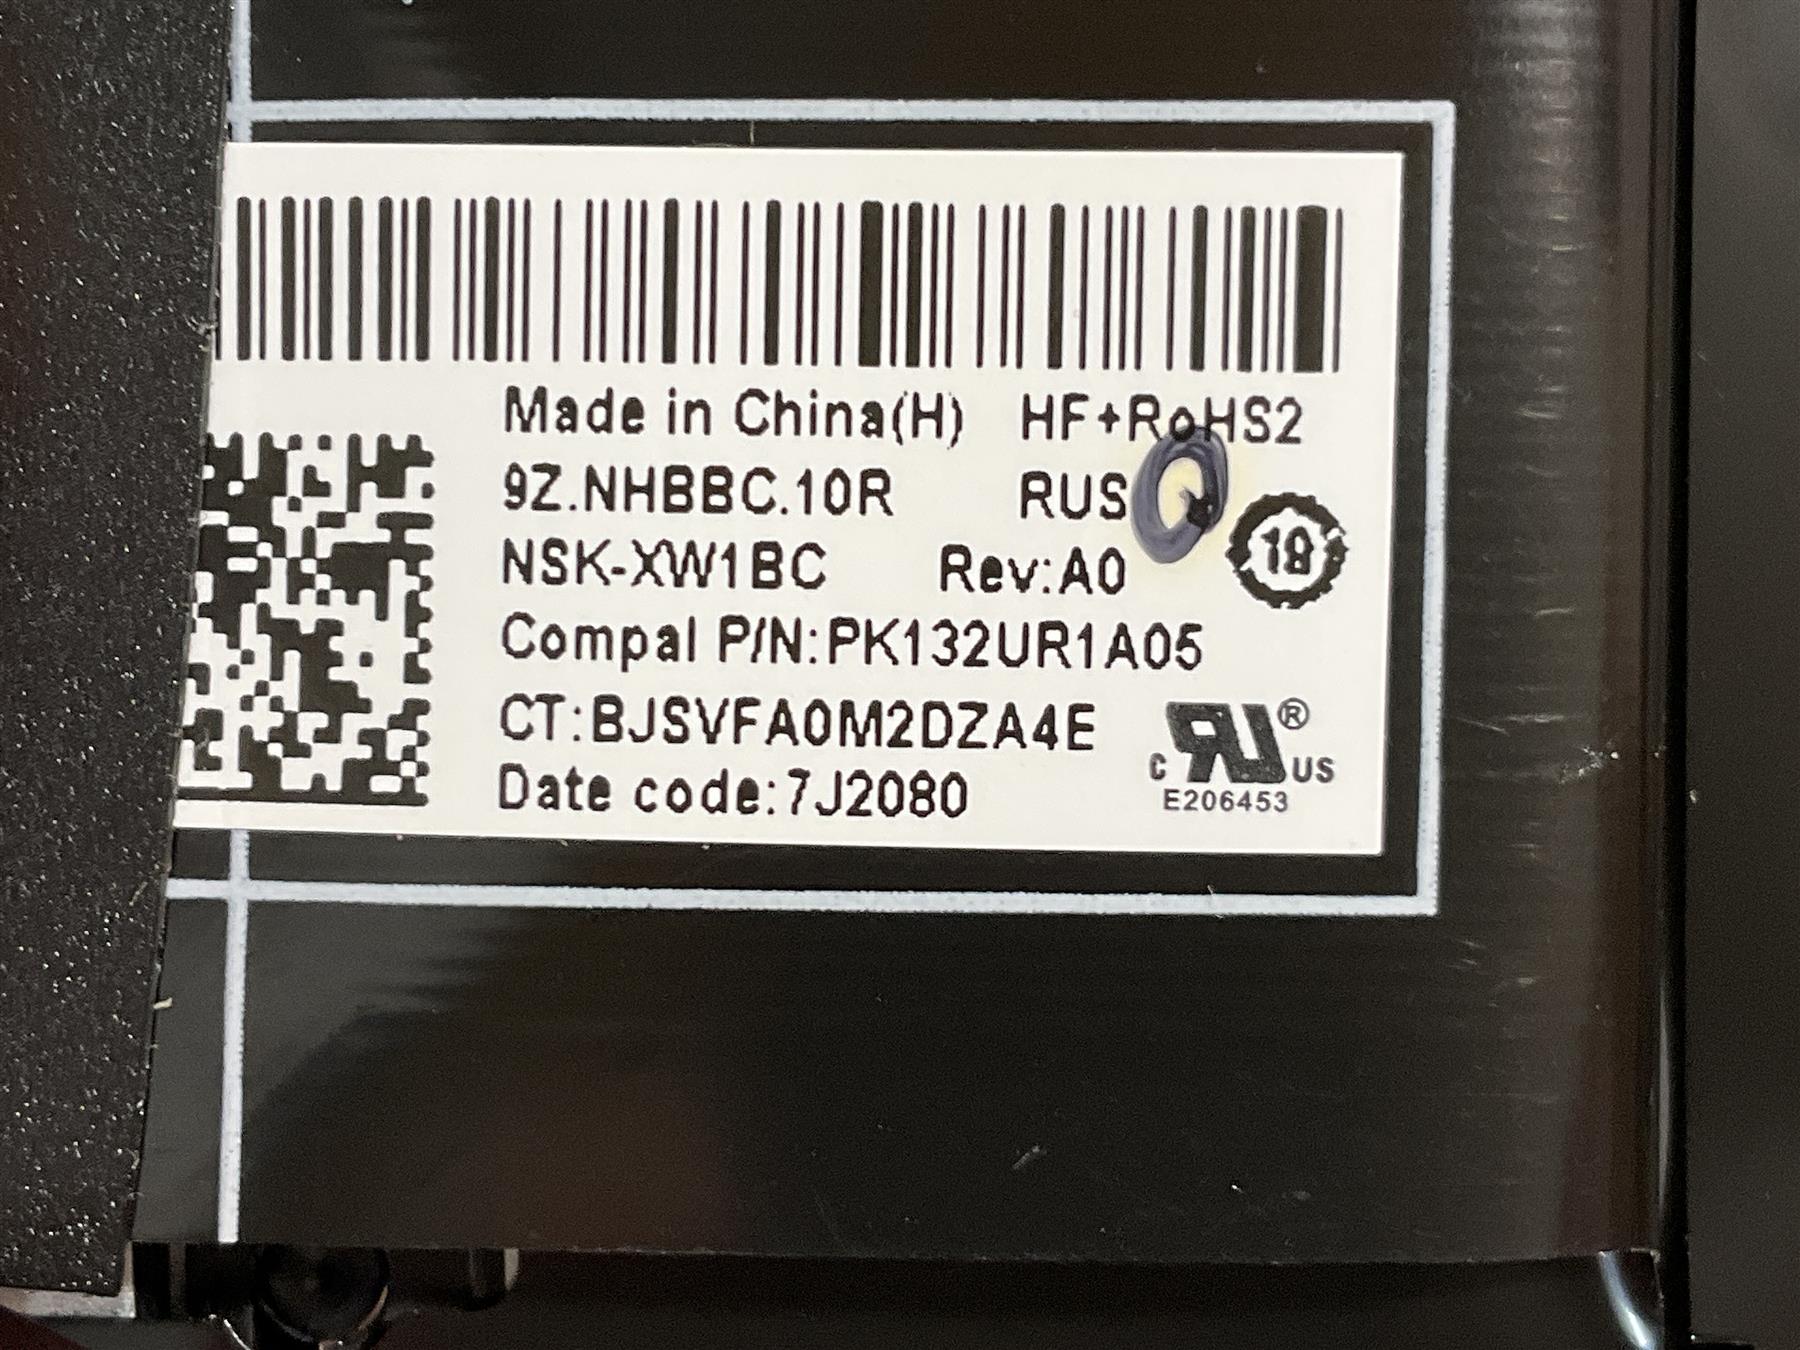 Made in China(H) HF+RoHS2
9Z.NHBBC.10R RUS
NSK-XW1BC Rev:A0
18
Compal P/N:PK132UR1A05
CT:BJSVFA0M2DZA4E
Date code:7J2080
c RU® US
E206453